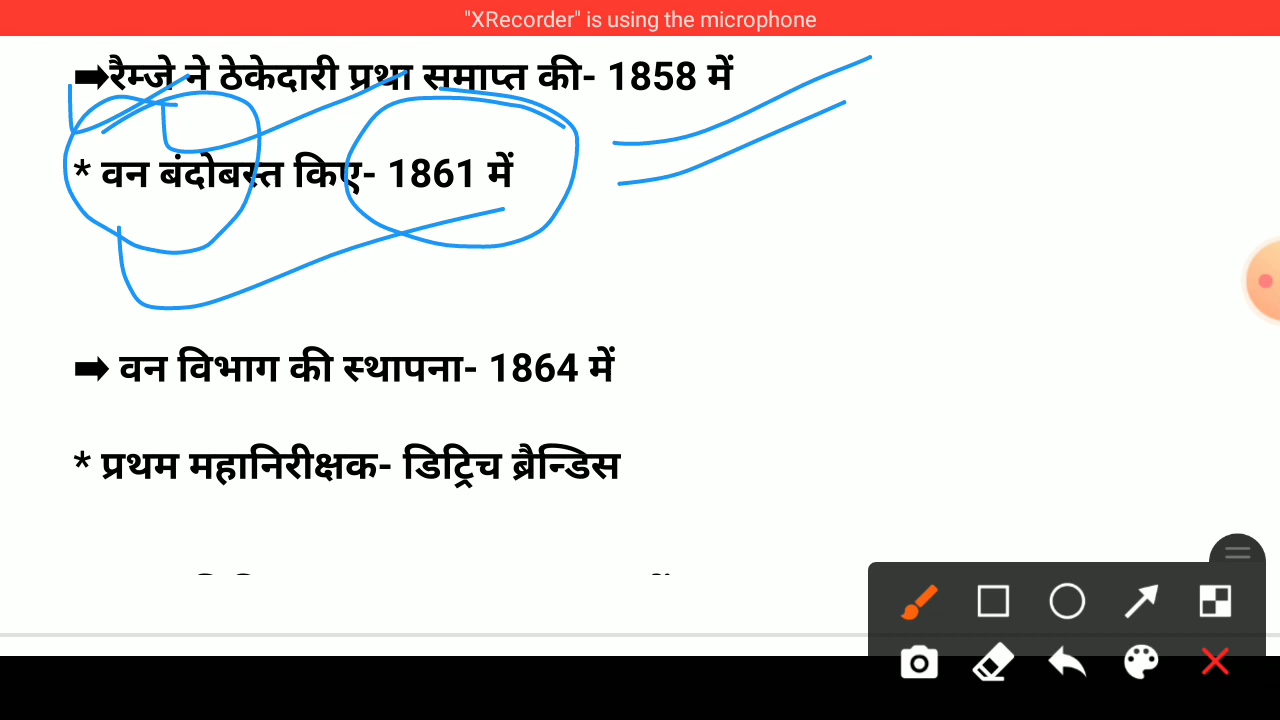 "XRecorder" is using the microphone
➡रैम्जे ने ठेकेदारी प्रथा समाप्त की- 1858 में
* वन बंदोबस्त किए- 1861 में
➡ वन विभाग की स्थापना- 1864 में
* प्रथम महानिरीक्षक- डिट्रिच ब्रैन्डिस